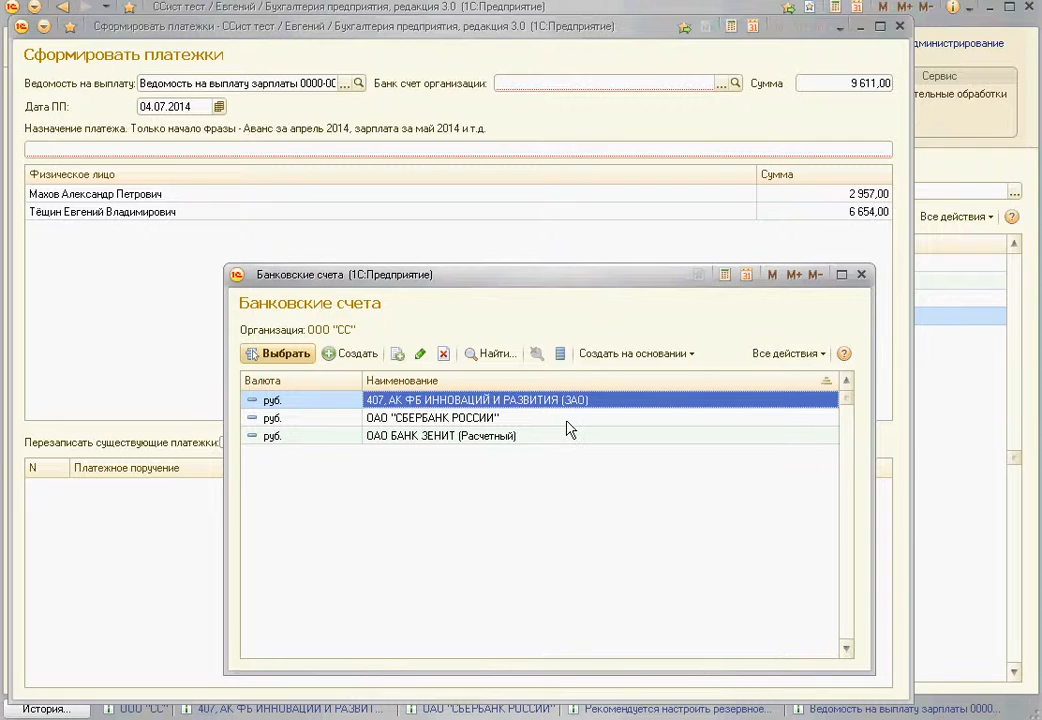 ССист тест / Евгений / Бухгалтерия предприятия, редакция 3.0 (1С:Предприятие)
M M+ M-
Сформировать платежки - ССист тест / Евгений / Бухгалтерия предприятия, редакция 3.0 (1С:Предприятие)
Сформировать платежки
дминистрирование
Ведомость на выплату: Ведомость на выплату зарплаты 0000-00 ... Банк счет организации: ... Сумма 9 611,00
Сервис
Дата ПП: 04.07.2014
тельные обработки
Назначение платежа. Только начало фразы - Аванс за апрель 2014, зарплата за май 2014 и т.д.
Физическое лицо Сумма
Махов Александр Петрович 2 957,00
...
Тёщин Евгений Владимирович 6 654,00
Все действия
Банковские счета (1С:Предприятие) M M+ M-
Банковские счета
Организация: ООО "СС"
Выбрать Создать Найти... Создать на основании Все действия
Валюта Наименование
руб. 407, АК ФБ ИННОВАЦИЙ И РАЗВИТИЯ (ЗАО)
руб. ОАО "СБЕРБАНК РОССИИ"
руб. ОАО БАНК ЗЕНИТ (Расчетный)
Перезаписать существующие платежки:
N Платежное поручение
История... ООО "СС" 407, АК ФБ ИННОВАЦИЙ И РАЗВИТ... ОАО "СБЕРБАНК РОССИИ" Рекомендуется настроить резервное... Ведомость на выплату зарплаты 0000...